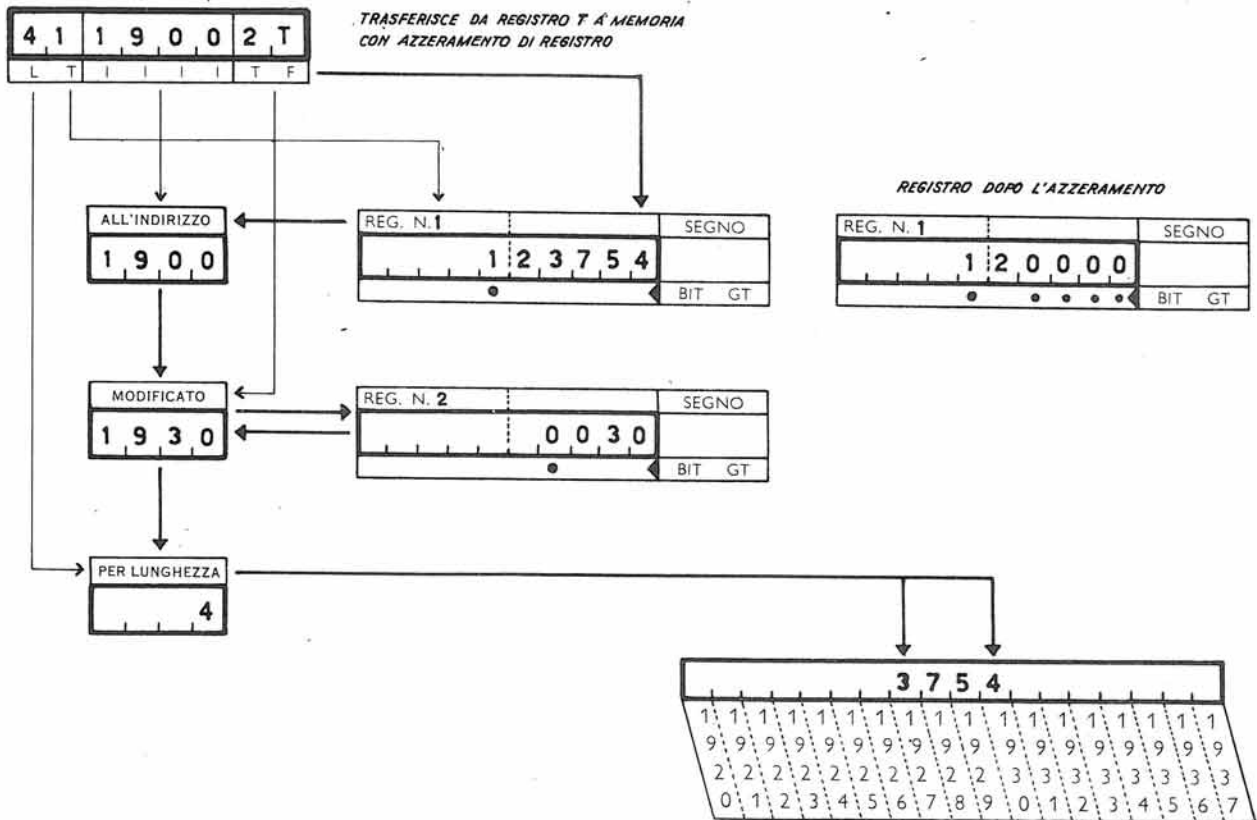 4 1 1 9 0 0 2 T
L T I I I I T F
TRASFERISCE DA REGISTRO T A MEMORIA
CON AZZERAMENTO DI REGISTRO
REGISTRO DOPO L'AZZERAMENTO
ALL'INDIRIZZO
1 9 0 0
REG. N. 1
SEGNO
1 2 3 7 5 4
BIT GT
REG. N. 1
SEGNO
1 2 0 0 0 0
BIT GT
MODIFICATO
1 9 3 0
REG. N. 2
SEGNO
0 0 3 0
BIT GT
PER LUNGHEZZA
4
3 7 5 4
1 1 1 1 1 1 1 1 1 1 1 1 1 1 1 1 1 1
9 9 9 9 9 9 9 9 9 9 9 9 9 9 9 9 9 9
2 2 2 2 2 2 2 2 2 2 3 3 3 3 3 3 3 3
0 1 2 3 4 5 6 7 8 9 0 1 2 3 4 5 6 7